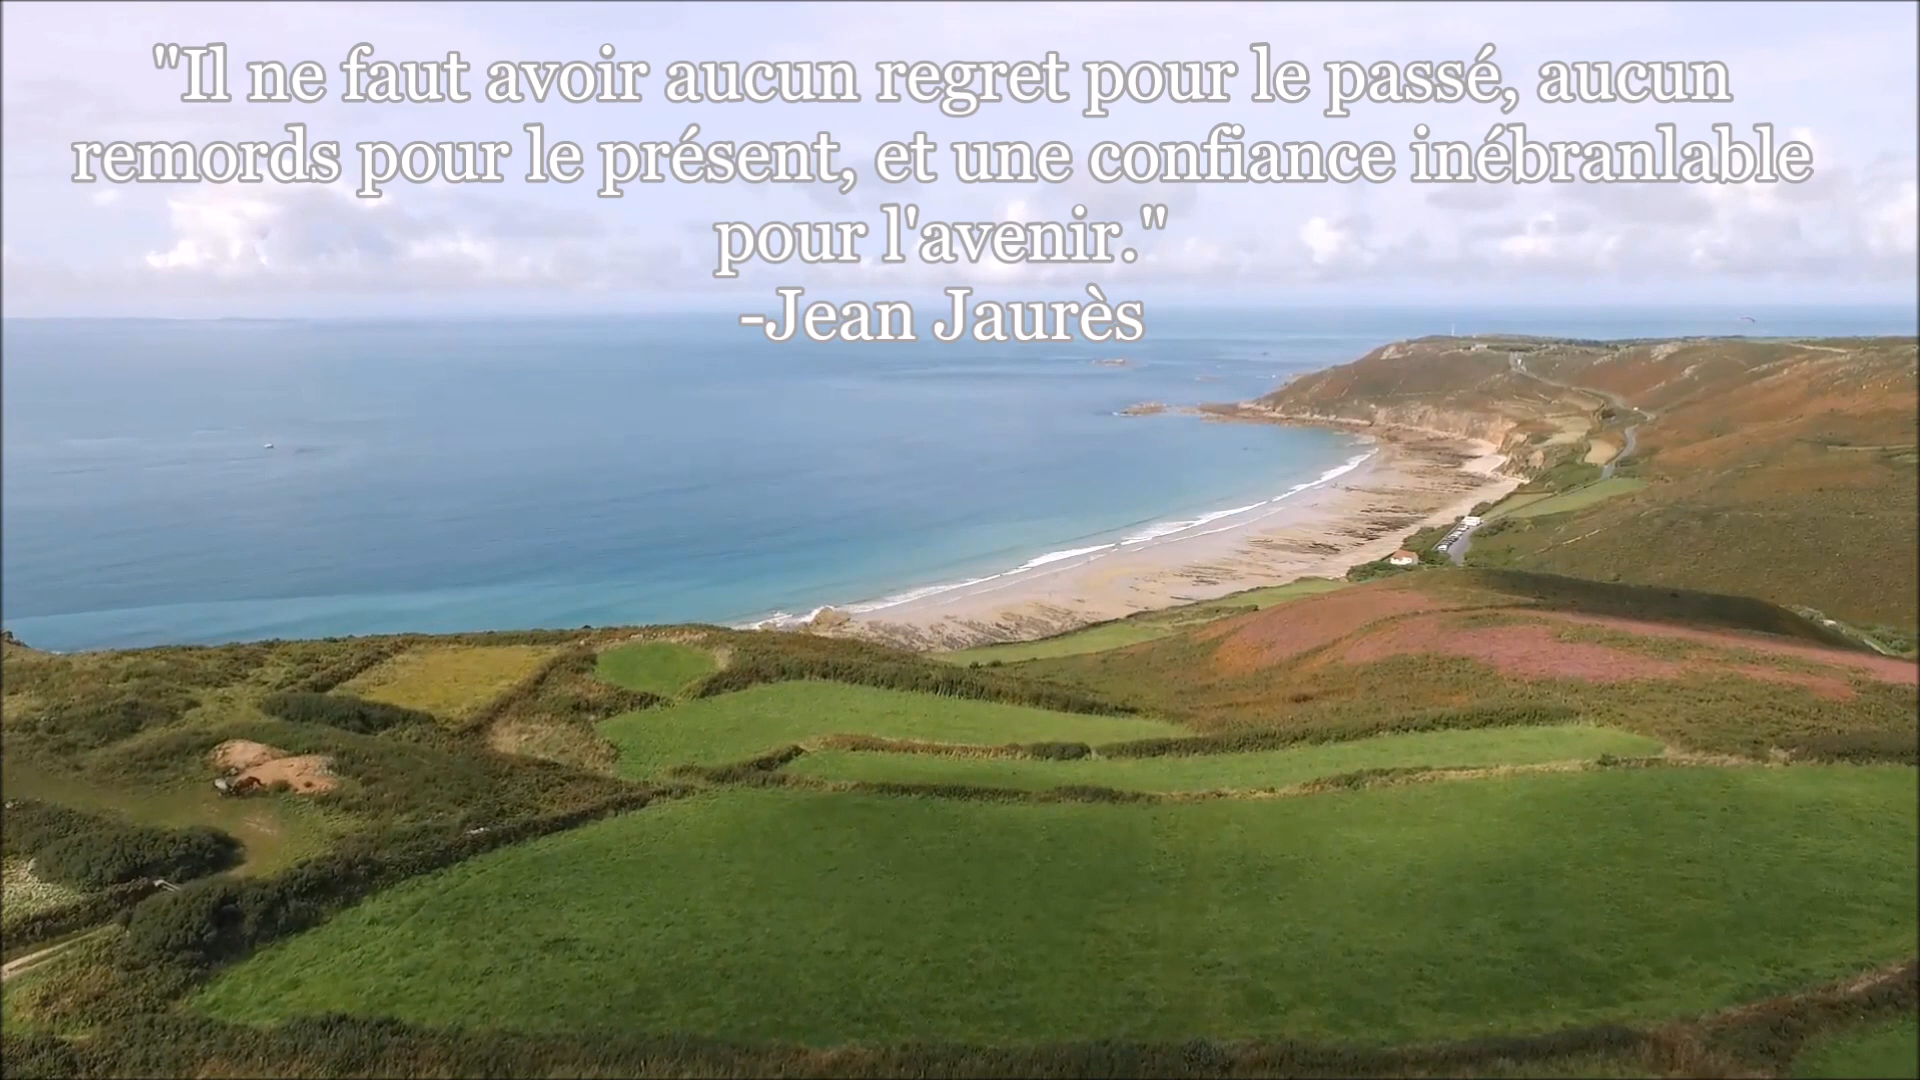 "Il ne faut avoir aucun regret pour le passé, aucun
remords pour le présent, et une confiance inébranlable
pour l'avenir."
-Jean Jaurès